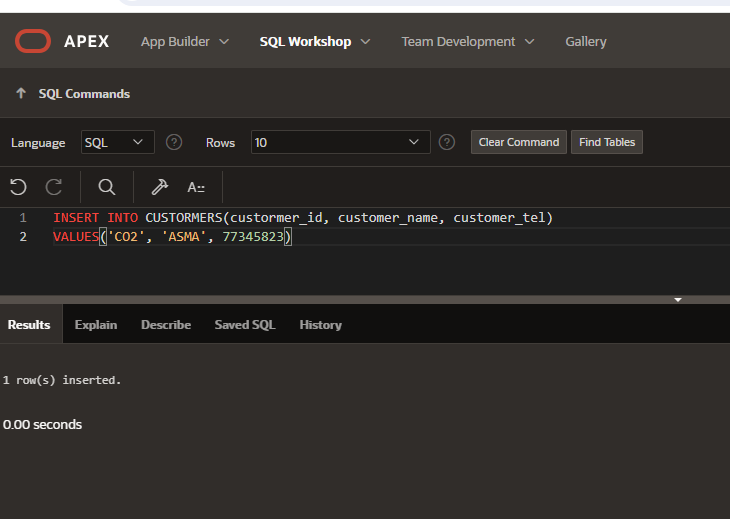 APEX App Builder SQL Workshop Team Development Gallery
SQL Commands
Language SQL ? Rows 10 ? Clear Command Find Tables
A::
1 INSERT INTO CUSTORMERS(custormer_id, customer_name, customer_tel)
2 VALUES('CO2', 'ASMA', 77345823)
Results Explain Describe Saved SQL History
1 row(s) inserted.
0.00 seconds